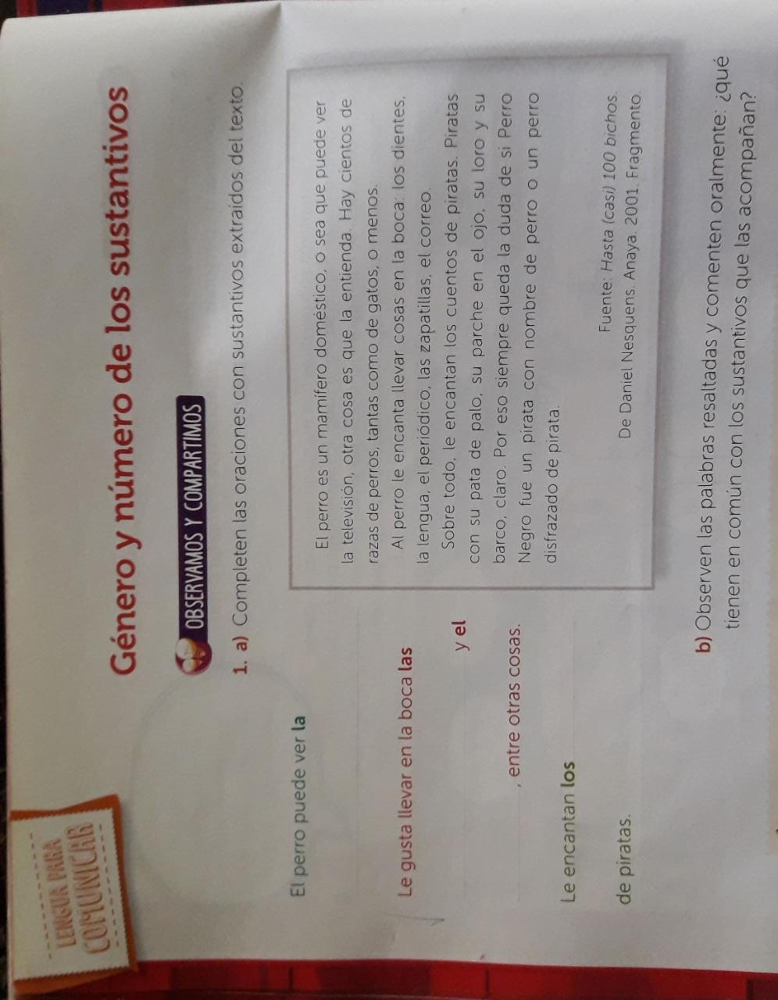 LENGUA PARA
COMUNICAR
Género y número de los sustantivos
OBSERVAMOS Y COMPARTIMOS
1. a) Completen las oraciones con sustantivos extraídos del texto.
El perro puede ver la
Le gusta llevar en la boca las
y el
, entre otras cosas.
Le encantan los
de piratas.
El perro es un mamífero doméstico, o sea que puede ver
la televisión, otra cosa es que la entienda. Hay cientos de
razas de perros, tantas como de gatos, o menos.
Al perro le encanta llevar cosas en la boca: los dientes,
la lengua, el periódico, las zapatillas, el correo.
Sobre todo, le encantan los cuentos de piratas. Piratas
con su pata de palo, su parche en el ojo, su loro y su
barco, claro. Por eso siempre queda la duda de si Perro
Negro fue un pirata con nombre de perro o un perro
disfrazado de pirata.
Fuente: Hasta (casi) 100 bichos.
De Daniel Nesquens. Anaya. 2001. Fragmento.
b) Observen las palabras resaltadas y comenten oralmente: ¿qué
tienen en común con los sustantivos que las acompañan?